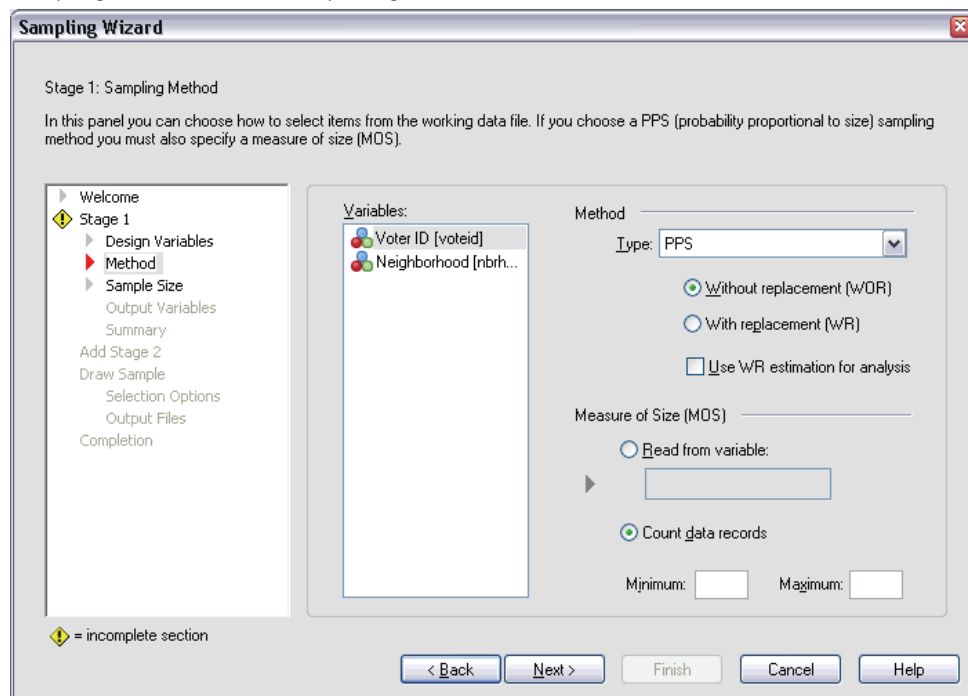 Sampling Wizard
Stage 1: Sampling Method
In this panel you can choose how to select items from the working data file. If you choose a PPS (probability proportional to size) sampling
method you must also specify a measure of size (MOS).
Welcome
Stage 1
Design Variables
Method
Sample Size
Output Variables
Summary
Add Stage 2
Draw Sample
Selection Options
Output Files
Completion
! = incomplete section
Variables:
Voter ID [voteid]
Neighborhood [nbrh...
Method
Type: PPS
Without replacement (WOR)
With replacement (WR)
Use WR estimation for analysis
Measure of Size (MOS)
Read from variable:
Count data records
Minimum: Maximum:
< Back Next > Finish Cancel Help